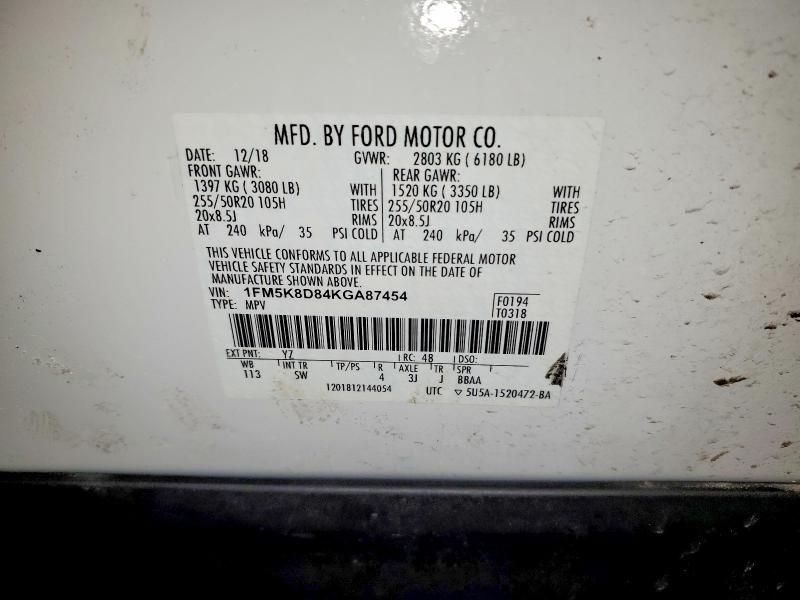 MFD. BY FORD MOTOR CO.
DATE: 12/18 GVWR: 2803 KG ( 6180 LB)
FRONT GAWR: REAR GAWR:
1397 KG ( 3080 LB) WITH 1520 KG ( 3350 LB) WITH
255/50R20 105H TIRES 255/50R20 105H TIRES
20x8.5J RIMS 20x8.5J RIMS
AT 240 kPa/ 35 PSI COLD AT 240 kPa/ 35 PSI COLD
THIS VEHICLE CONFORMS TO ALL APPLICABLE FEDERAL MOTOR
VEHICLE SAFETY STANDARDS IN EFFECT ON THE DATE OF
MANUFACTURE SHOWN ABOVE.
VIN: 1FM5K8D84KGA87454 F0194
TYPE: MPV T0318
EXT PNT: YZ RC: 48 DSO:
WB INT TR TP/PS R AXLE TR SPR
113 SW 4 3J J BBAA
1201812144054 UTC ▽ 5U5A-1520472-BA